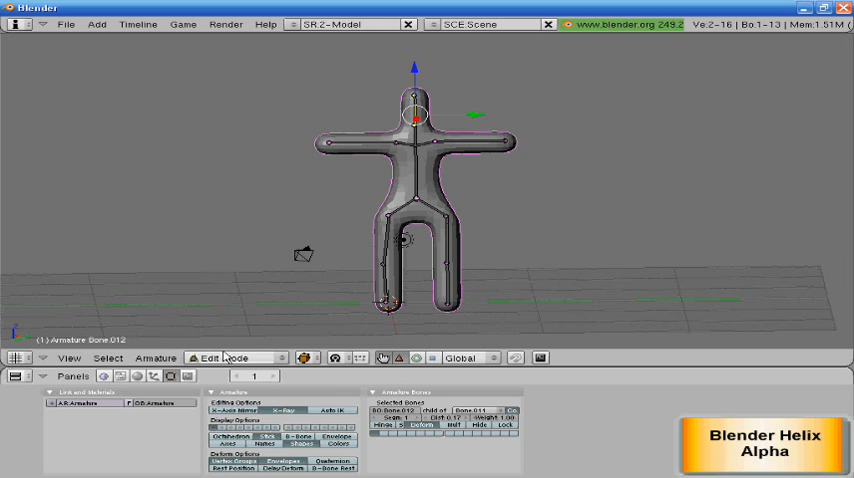 Blender
File Add Timeline Game Render Help SR:2-Model SCE:Scene www.blender.org 249.2 Ve:2-16 | Bo:1-13 | Mem:1.51M
(1) Armature Bone.012
View Select Armature Edit Mode Global
Panels 1
Link and Materials Armature Armature Bones
AR:Armature F OB:Armature
Editing Options
X-Axis Mirror X-Ray Auto IK
Display Options
Octahedron Stick B-Bone Envelope
Axes Names Shapes Colors
Deform Options
Vertex Groups Envelopes Quaternion
Rest Position Delay Deform B-Bone Rest
Selected Bones
BO:Bone.012 child of Bone.011 Co
Segm: 1 Dist: 0.17 Weight: 1.00
Hinge S Deform Mult Hide Lock
Blender Helix
Alpha